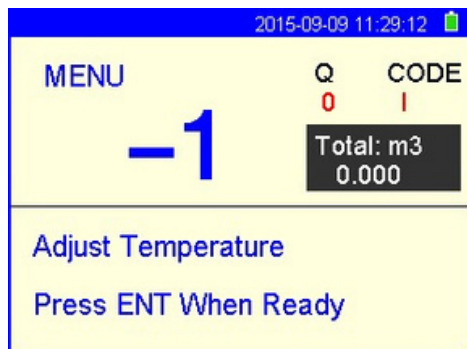 2015-09-09 11:29:12
MENU
Q CODE
–1
0 I
Total: m3
0.000
Adjust Temperature
Press ENT When Ready